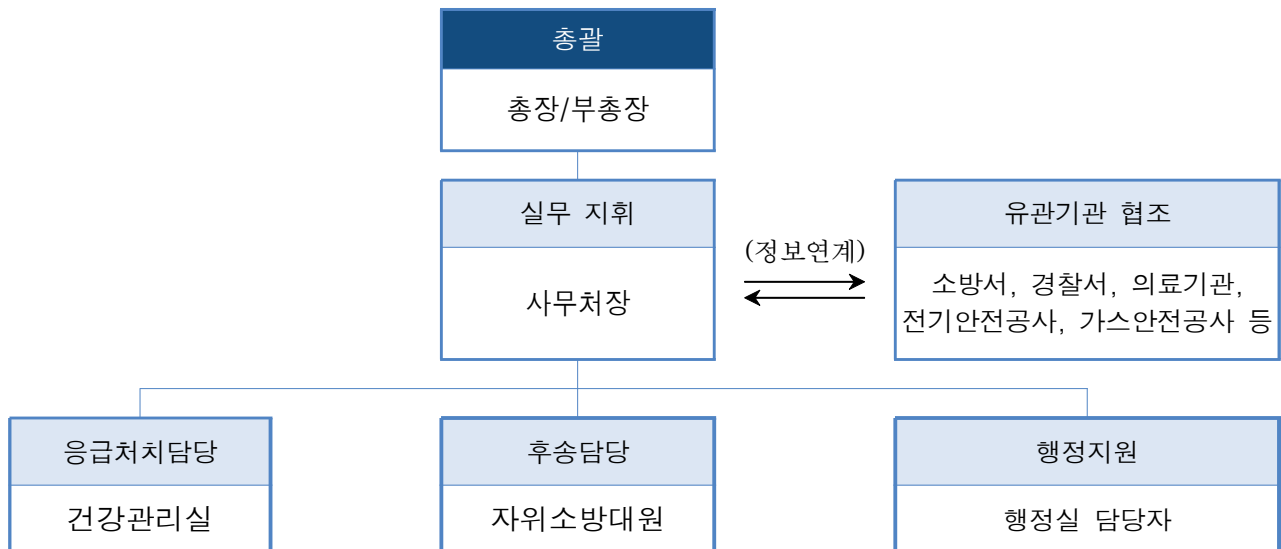 총괄
총장/부총장
실무 지휘
사무처장
(정보연계)
유관기관 협조
소방서, 경찰서, 의료기관,
전기안전공사, 가스안전공사 등
응급처치담당
건강관리실
후송담당
자위소방대원
행정지원
행정실 담당자